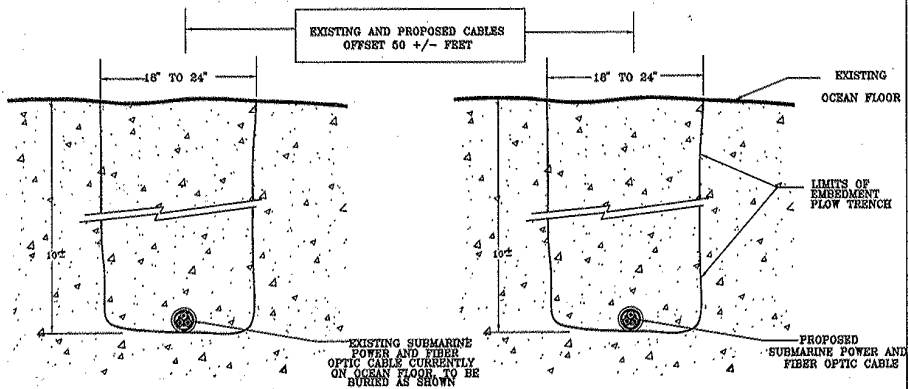 EXISTING AND PROPOSED CABLES
OFFSET 50 +/- FEET
18" TO 24"
18" TO 24"
EXISTING
OCEAN FLOOR
LIMITS OF
EMBEDMENT
PLOW TRENCH
10'±
10'±
EXISTING SUBMARINE
POWER AND FIBER
OPTIC CABLE CURRENTLY
ON OCEAN FLOOR, TO BE
BURIED AS SHOWN
PROPOSED
SUBMARINE POWER AND
FIBER OPTIC CABLE